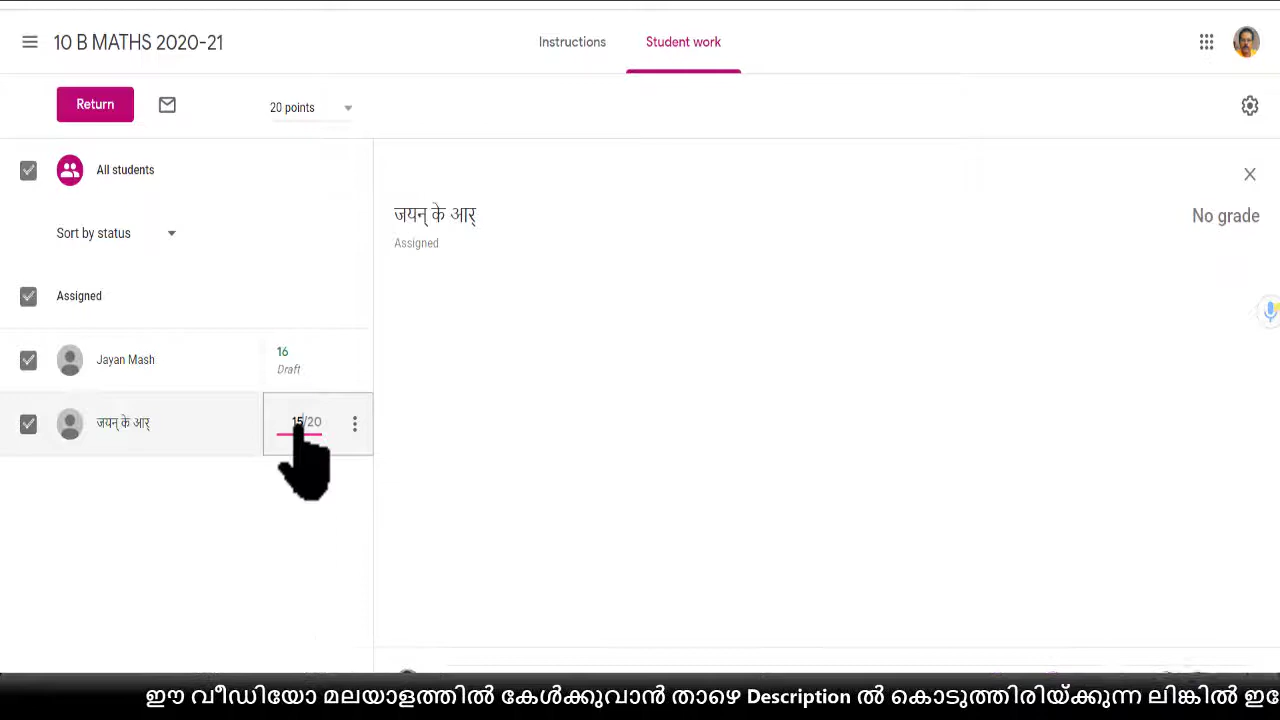 10 B MATHS 2020-21
Instructions
Student work
Return
20 points
All students
Sort by status
जयन् के आर्
No grade
Assigned
Assigned
Jayan Mash
16
Draft
जयन् के आर्
15/20
ഈ വീഡിയോ മലയാളത്തിൽ കേൾക്കുവാൻ താഴെ Description ൽ കൊടുത്തിരിയ്ക്കുന്ന ലിങ്കിൽ